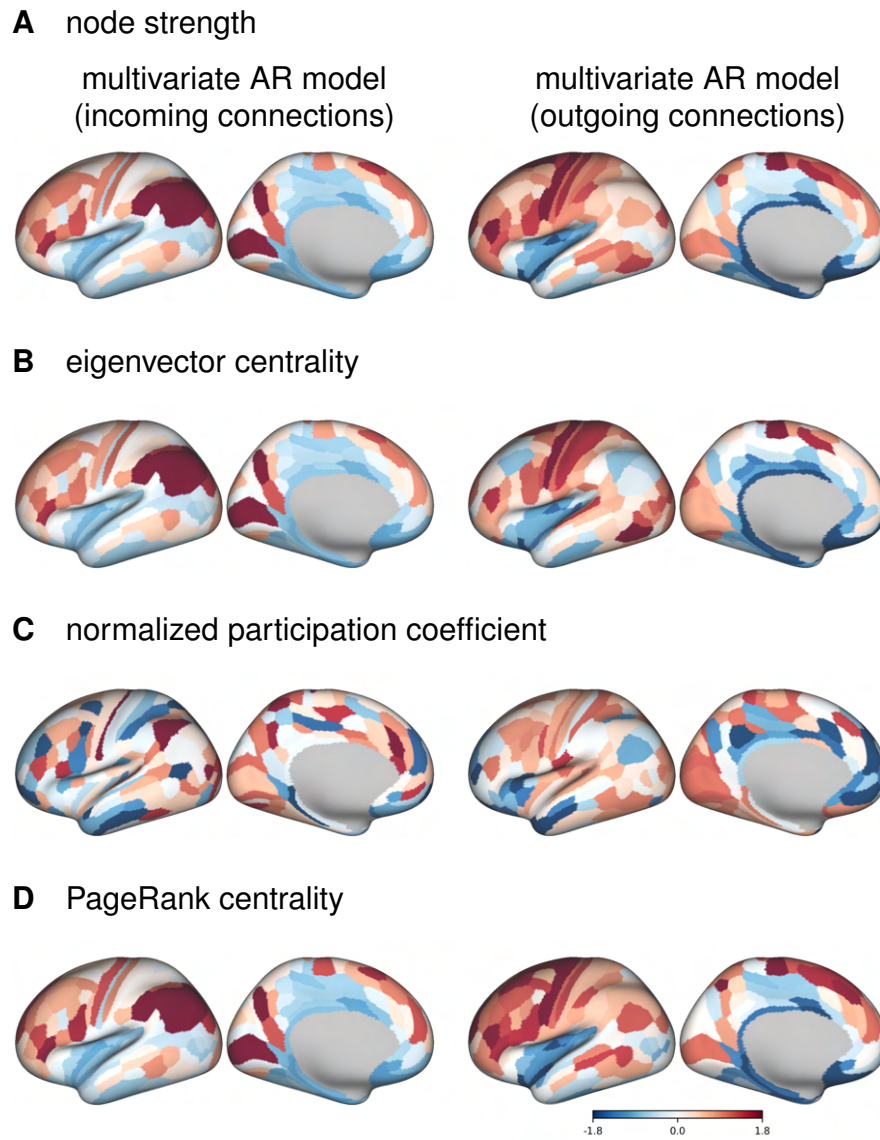 A node strength
multivariate AR model
(incoming connections)
multivariate AR model
(outgoing connections)
B eigenvector centrality
C normalized participation coefficient
D PageRank centrality
-1.8 0.0 1.8